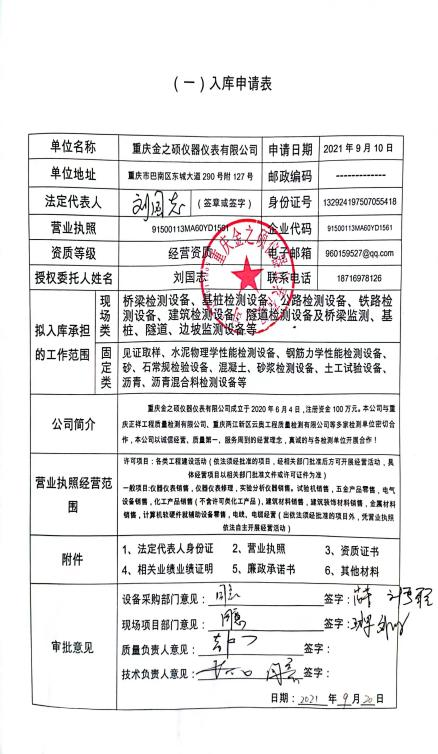 （一）入库申请表
单位名称 重庆金之硕仪器仪表有限公司 申请日期 2021年9月10日
单位地址 重庆市巴南区东城大道290号附127号 邮政编码 -------------
法定代表人 刘国志 （签章或签字） 身份证号 132924197507055418
营业执照 91500113MA60YD1561 企业代码 91500113MA60YD1561
资质等级 经营资质 电子邮箱 960159527@qq.com
授权委托人姓名 刘国志 联系电话 18716978126
拟入库承担的工作范围
现场类
桥梁检测设备、基桩检测设备、公路检测设备、铁路检
测设备、建筑检测设备、隧道检测设备及桥梁监测、基
桩、隧道、边坡监测设备等
固定类
见证取样、水泥物理学性能检测设备、钢筋力学性能检测设备、
砂、石常规检验设备、混凝土、砂浆检测设备、土工试验设备、
沥青、沥青混合料检测设备等
公司简介
重庆金之硕仪器仪表有限公司成立于2020年6月4日，注册资金100万元。本公司与重
庆正祥工程质量检测有限公司、重庆两江新区云奥工程质量检测有限公司等多家检测单位密切合
作，本公司以诚信经营、质量第一、服务周到的经营理念，真诚的与各检测单位开展合作！
营业执照经营范围
许可项目：各类工程建设活动（依法须经批准的项目，经相关部门批准后方可开展经营活动，具
体经营项目以相关部门批准文件或许可证件为准）
一般项目:仪器仪表销售，仪器仪表修理，实验分析仪器销售，试验机销售，五金产品零售，电气
设备销售，化工产品销售（不含许可类化工产品），建筑材料销售，建筑装饰材料销售，金属材料
销售，计算机软硬件就辅助设备零售，电线、电缆经营（出依法须经批准的项目外，凭营业执照
依法自主开展经营活动）
附件
1、法定代表人身份证 2、营业执照 3、资质证书
4、相关业绩业绩证明 5、廉政承诺书 6、其他材料
审批意见
设备采购部门意见： 同意 签字：
现场项目部门意见： 同意 签字：
质量负责人意见： 签字：
技术负责人意见： 同意 签字：
日期：2021年9月20日